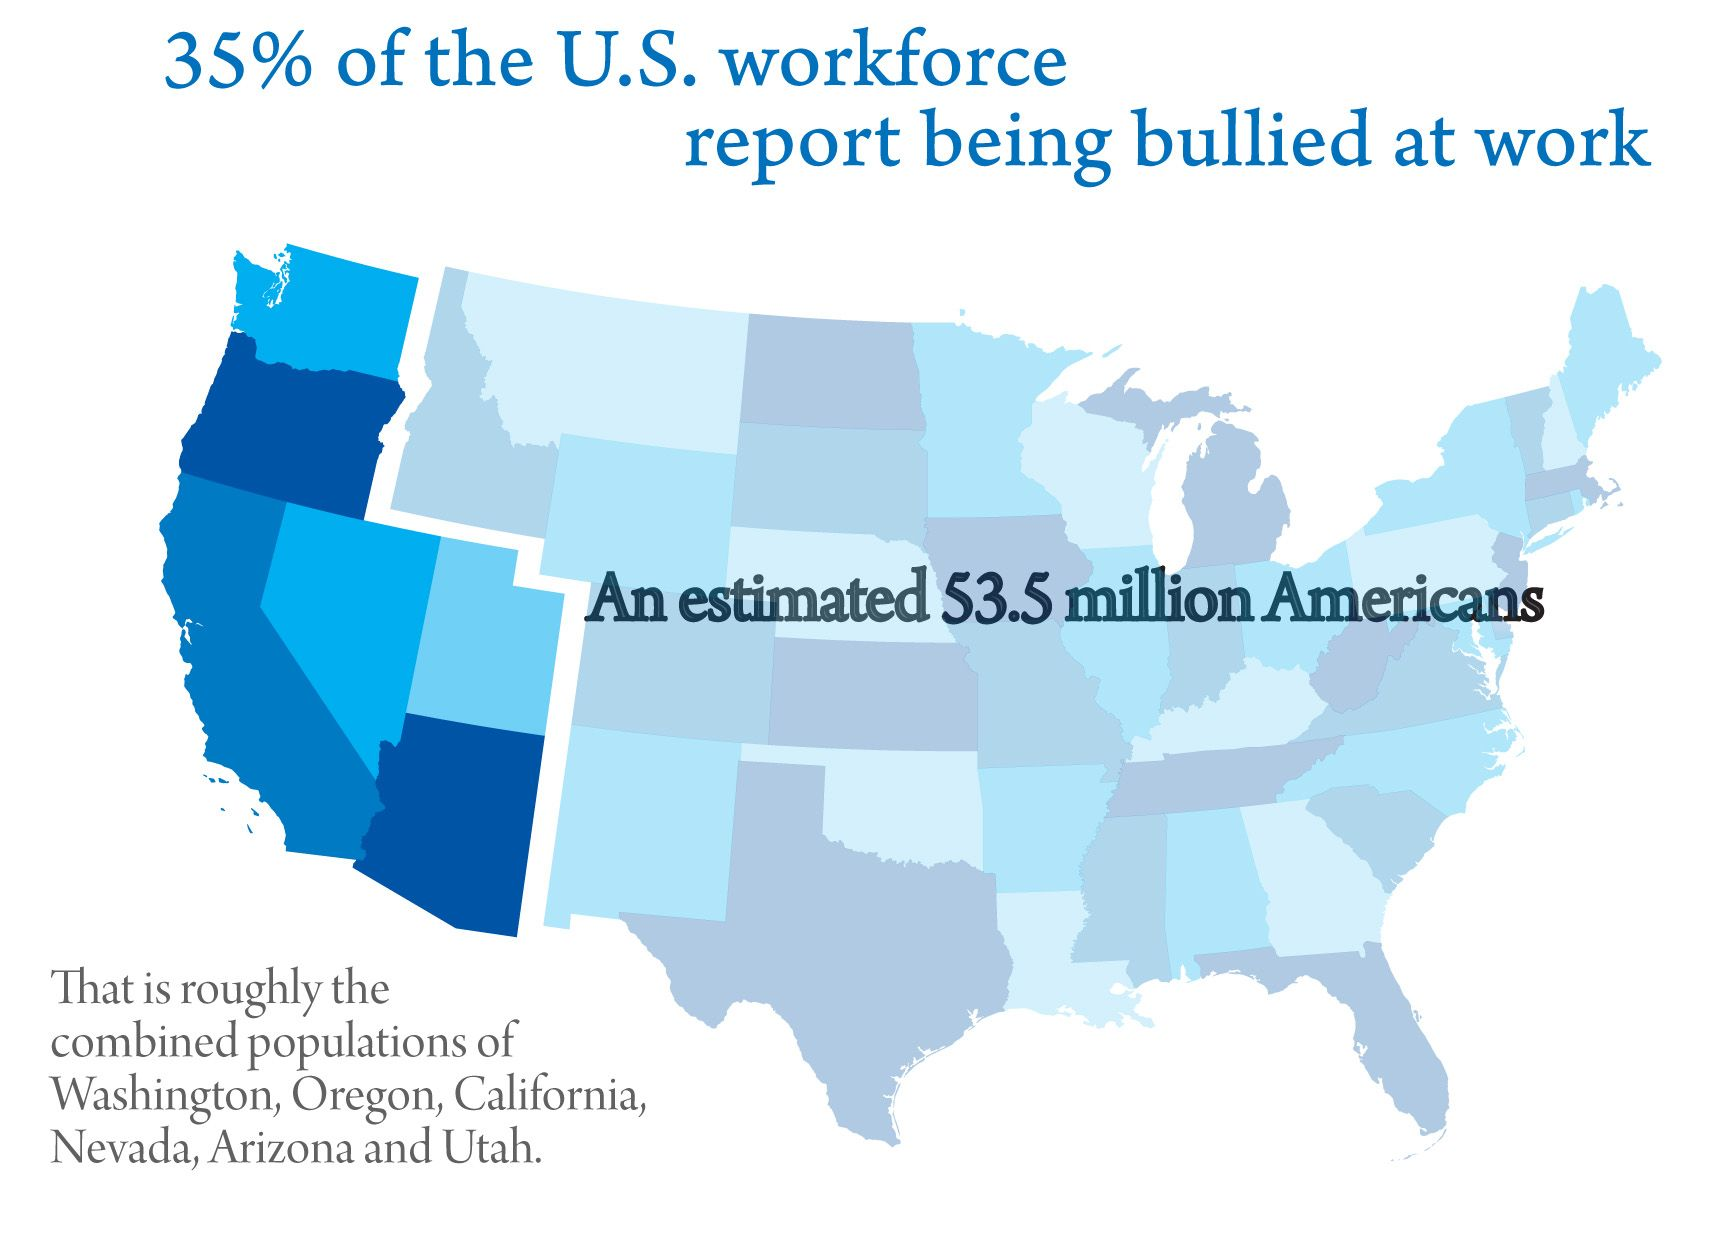 35% of the U.S. workforce
report being bullied at work
An estimated 53.5 million Americans
That is roughly the
combined populations of
Washington, Oregon, California,
Nevada, Arizona and Utah.